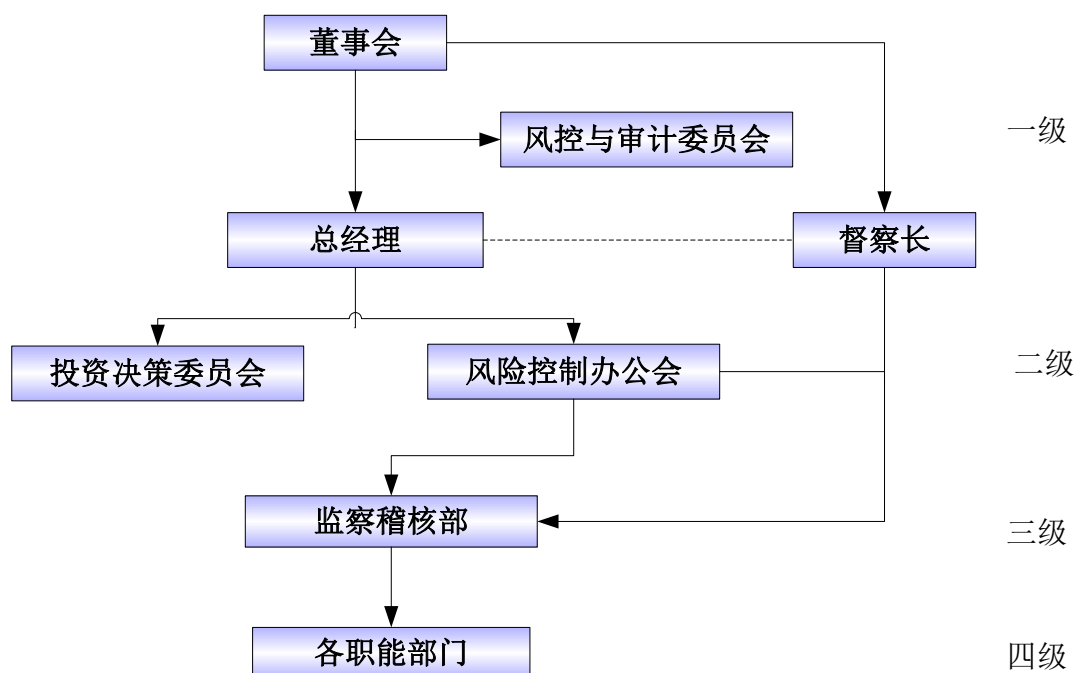 董事会
风控与审计委员会
一级
总经理
督察长
投资决策委员会
风险控制办公会
二级
监察稽核部
三级
各职能部门
四级